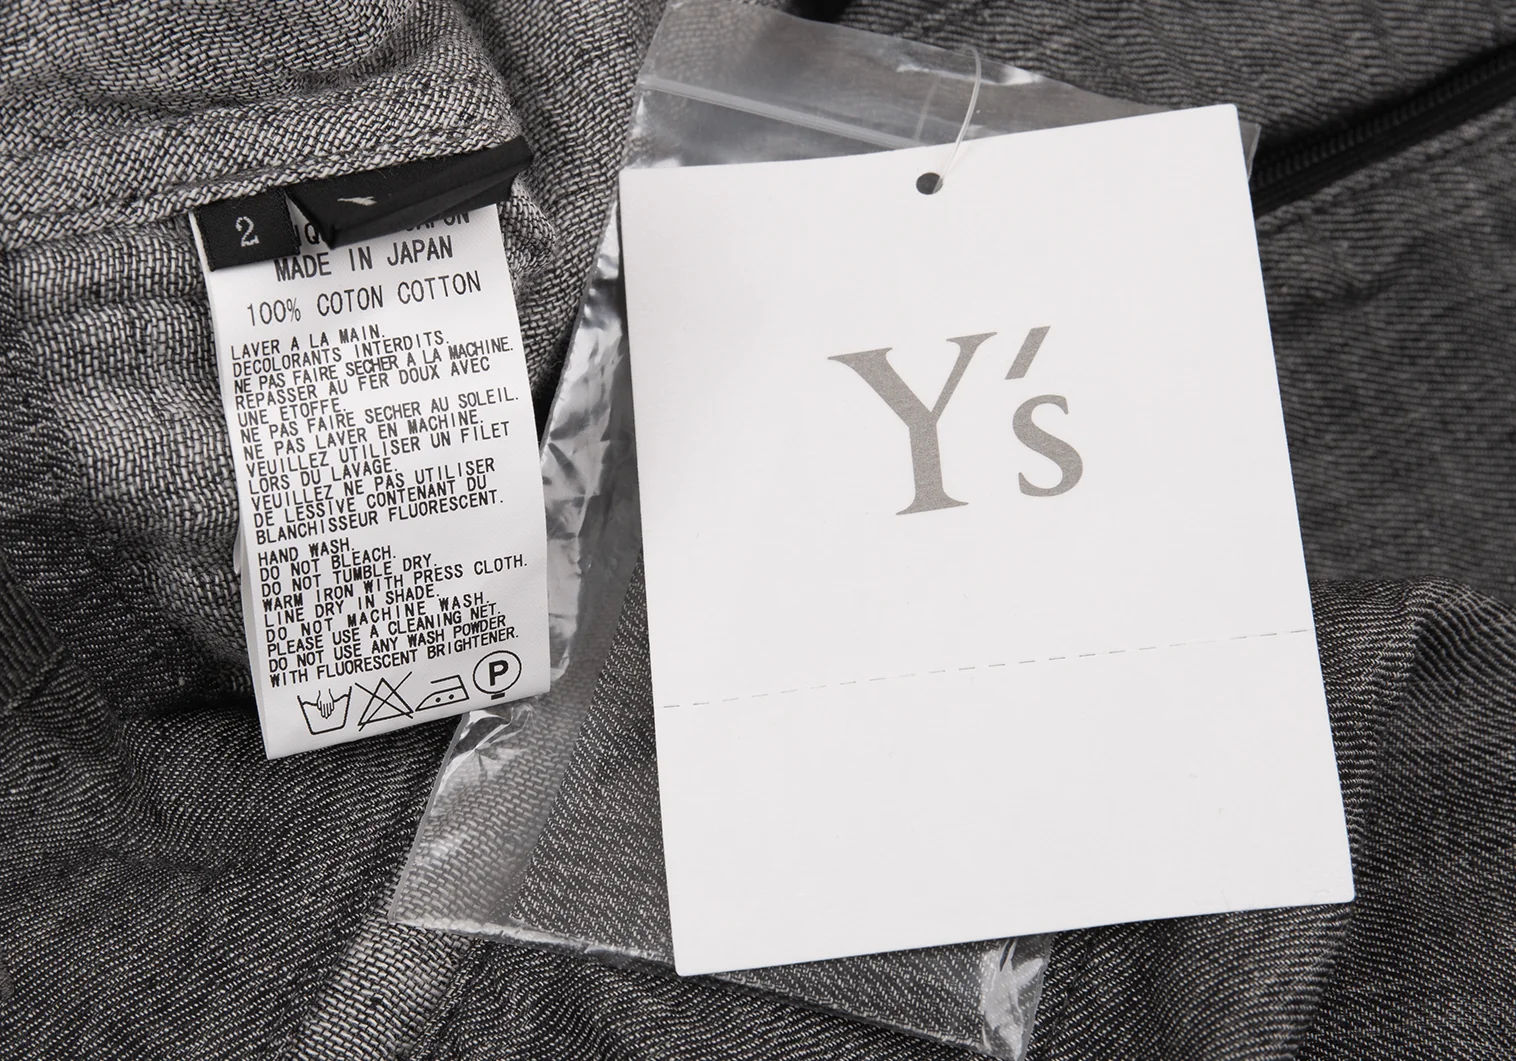 2
MADE IN JAPAN
100% COTON COTTON
LAVER A LA MAIN.
DECOLORANTS INTERDITS.
NE PAS FAIRE SECHER A LA MACHINE.
REPASSER AU FER DOUX AVEC
UNE ETOFFE.
NE PAS FAIRE SECHER AU SOLEIL.
NE PAS LAVER EN MACHINE.
VEUILLEZ UTILISER UN FILET
LORS DU LAVAGE.
VEUILLEZ NE PAS UTILISER
DE LESSIVE CONTENANT DU
BLANCHISSEUR FLUORESCENT.
HAND WASH.
DO NOT BLEACH.
DO NOT TUMBLE DRY.
WARM IRON WITH PRESS CLOTH.
LINE DRY IN SHADE.
DO NOT MACHINE WASH.
PLEASE USE A CLEANING NET.
DO NOT USE ANY WASH POWDER
WITH FLUORESCENT BRIGHTENER.
P
Y's